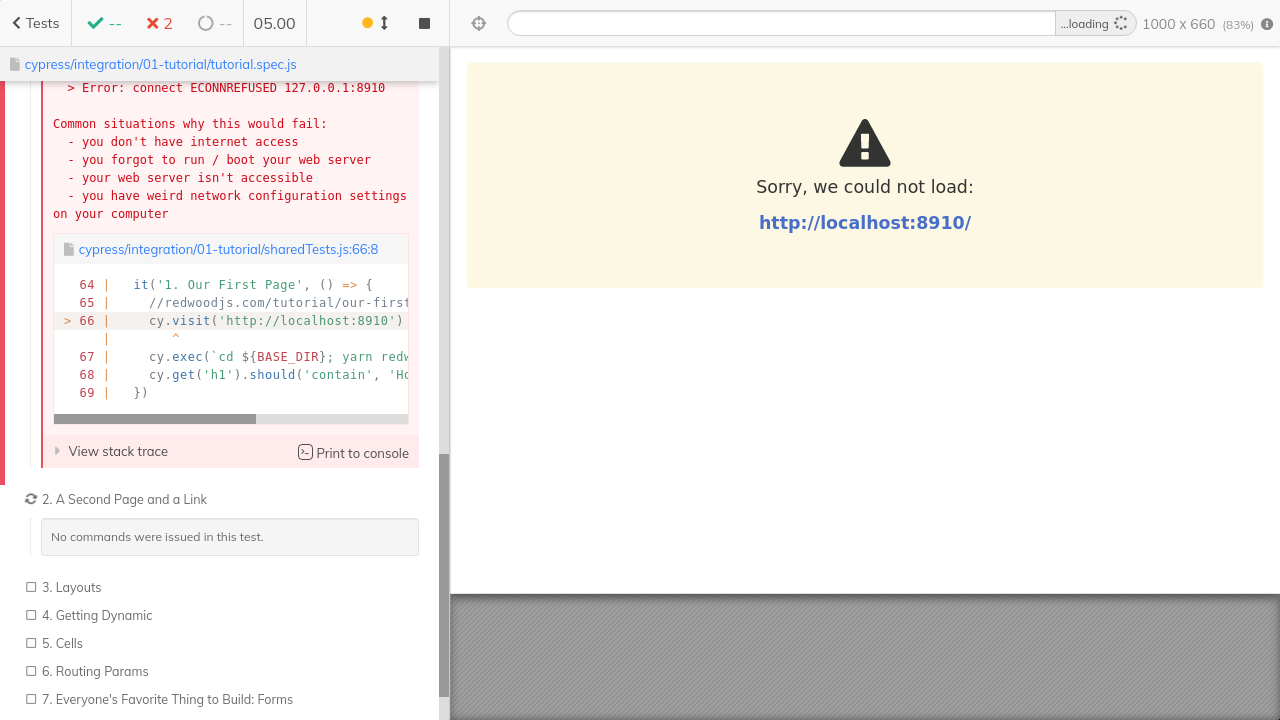 Tests
--
2
--
05.00
...loading
1000 x 660 (83%)
cypress/integration/01-tutorial/tutorial.spec.js
> Error: connect ECONNREFUSED 127.0.0.1:8910
Common situations why this would fail:
- you don't have internet access
- you forgot to run / boot your web server
- your web server isn't accessible
- you have weird network configuration settings
on your computer
cypress/integration/01-tutorial/sharedTests.js:66:8
64 | it('1. Our First Page', () => {
65 | //redwoodjs.com/tutorial/our-first
> 66 | cy.visit('http://localhost:8910')
| ^
67 | cy.exec(`cd ${BASE_DIR}; yarn redw
68 | cy.get('h1').should('contain', 'Ho
69 | })
View stack trace
Print to console
2. A Second Page and a Link
No commands were issued in this test.
3. Layouts
4. Getting Dynamic
5. Cells
6. Routing Params
7. Everyone's Favorite Thing to Build: Forms
Sorry, we could not load:
http://localhost:8910/